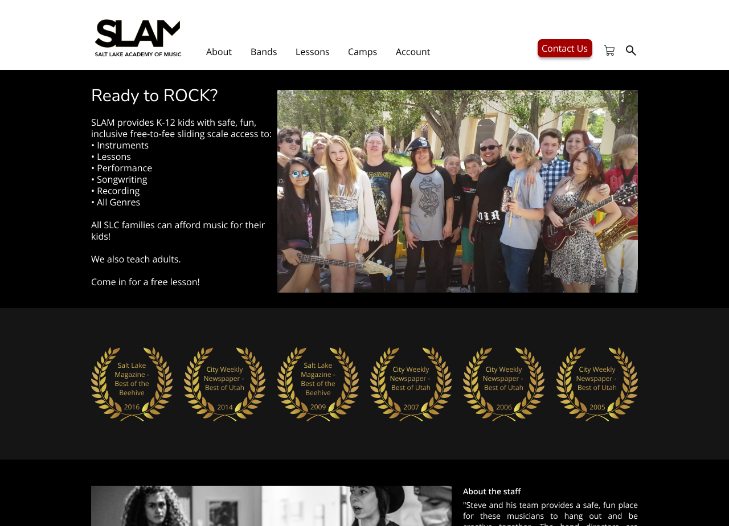 SLAM
SALT LAKE ACADEMY OF MUSIC
About Bands Lessons Camps Account
Contact Us
Ready to ROCK?
SLAM provides K-12 kids with safe, fun,
inclusive free-to-fee sliding scale access to:
• Instruments
• Lessons
• Performance
• Songwriting
• Recording
• All Genres
All SLC families can afford music for their
kids!
We also teach adults.
Come in for a free lesson!
Salt Lake
Magazine -
Best of the
Beehive
2016
City Weekly
Newspaper -
Best of Utah
2014
Salt Lake
Magazine -
Best of the
Beehive
2009
City Weekly
Newspaper -
Best of Utah
2007
City Weekly
Newspaper -
Best of Utah
2006
City Weekly
Newspaper -
Best of Utah
2005
About the staff
"Steve and his team provides a safe, fun place
for these musicians to hang out and be